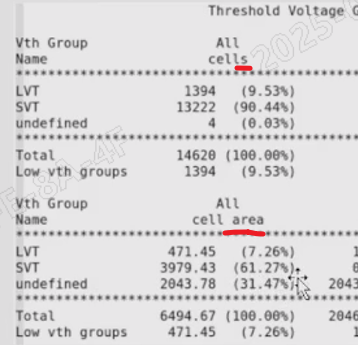 Threshold Voltage G
Vth Group All
Name cells
LVT 1394 (9.53%)
SVT 13222 (90.44%)
undefined 4 (0.03%)
Total 14620 (100.00%)
Low vth groups 1394 (9.53%)
Vth Group All
Name cell area
LVT 471.45 (7.26%) 1
SVT 3979.43 (61.27%)
undefined 2043.78 (31.47%) 2043
Total 6494.67 (100.00%) 2046
Low vth groups 471.45 (7.26%) 1